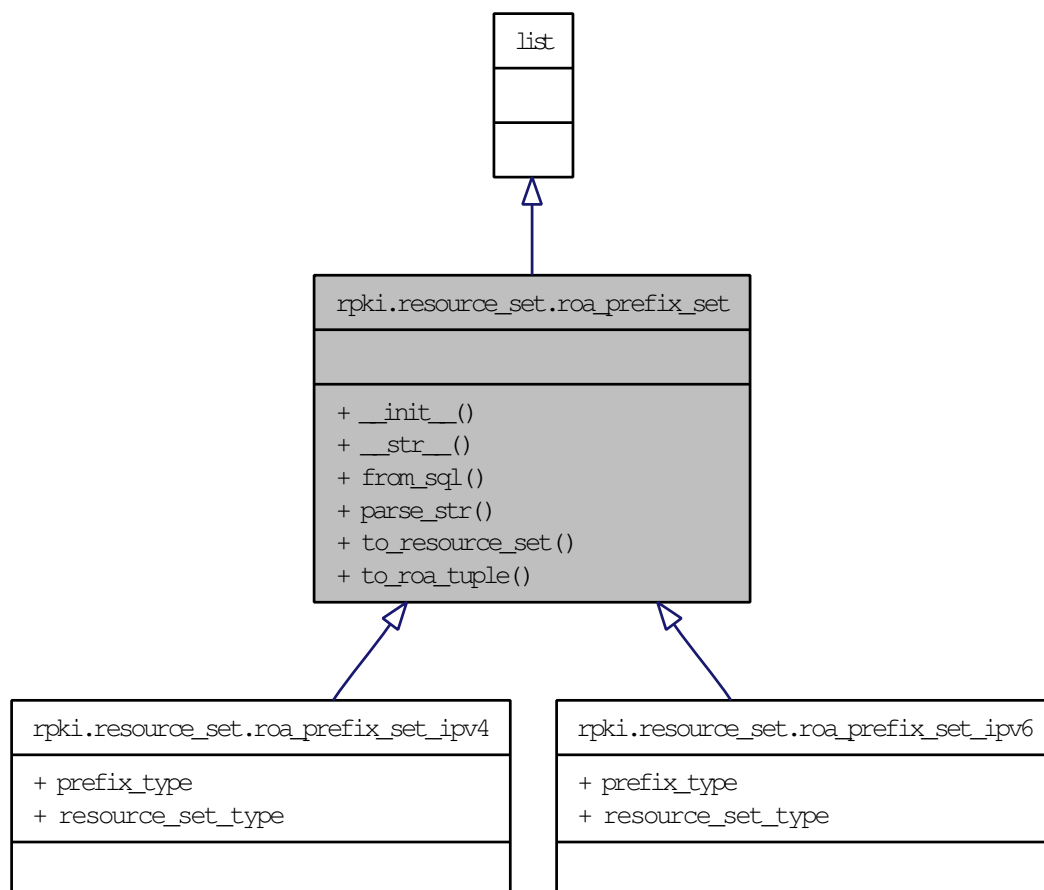 list
rpki.resource_set.roa_prefix_set
+ __init__()
+ __str__()
+ from_sql()
+ parse_str()
+ to_resource_set()
+ to_roa_tuple()
rpki.resource_set.roa_prefix_set_ipv4
+ prefix_type
+ resource_set_type
rpki.resource_set.roa_prefix_set_ipv6
+ prefix_type
+ resource_set_type